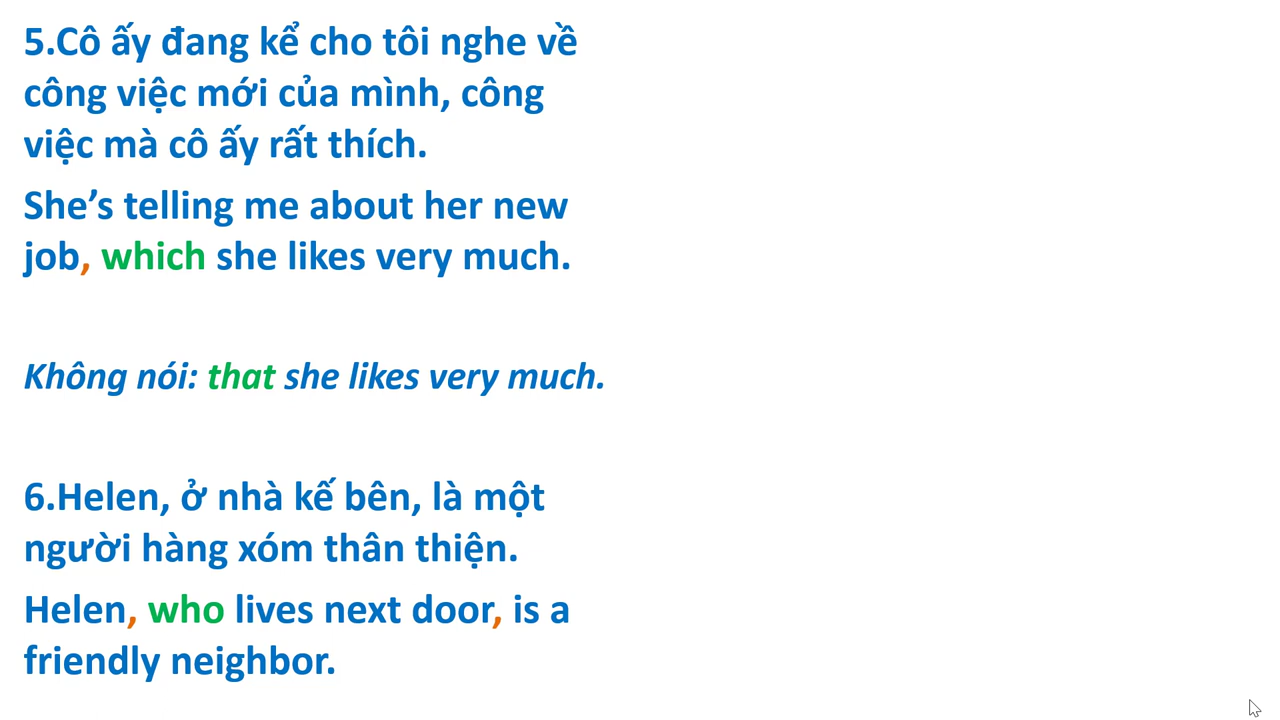 5.Cô ấy đang kể cho tôi nghe về
công việc mới của mình, công
việc mà cô ấy rất thích.
She’s telling me about her new
job, which she likes very much.
Không nói: that she likes very much.
6.Helen, ở nhà kế bên, là một
người hàng xóm thân thiện.
Helen, who lives next door, is a
friendly neighbor.